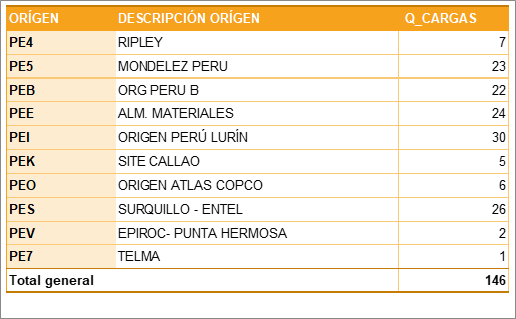 ORÍGEN DESCRIPCIÓN ORÍGEN Q_CARGAS
PE4 RIPLEY 7
PE5 MONDELEZ PERU 23
PEB ORG PERU B 22
PEE ALM. MATERIALES 24
PEI ORIGEN PERÚ LURÍN 30
PEK SITE CALLAO 5
PEO ORIGEN ATLAS COPCO 6
PES SURQUILLO - ENTEL 26
PEV EPIROC- PUNTA HERMOSA 2
PE7 TELMA 1
Total general 146